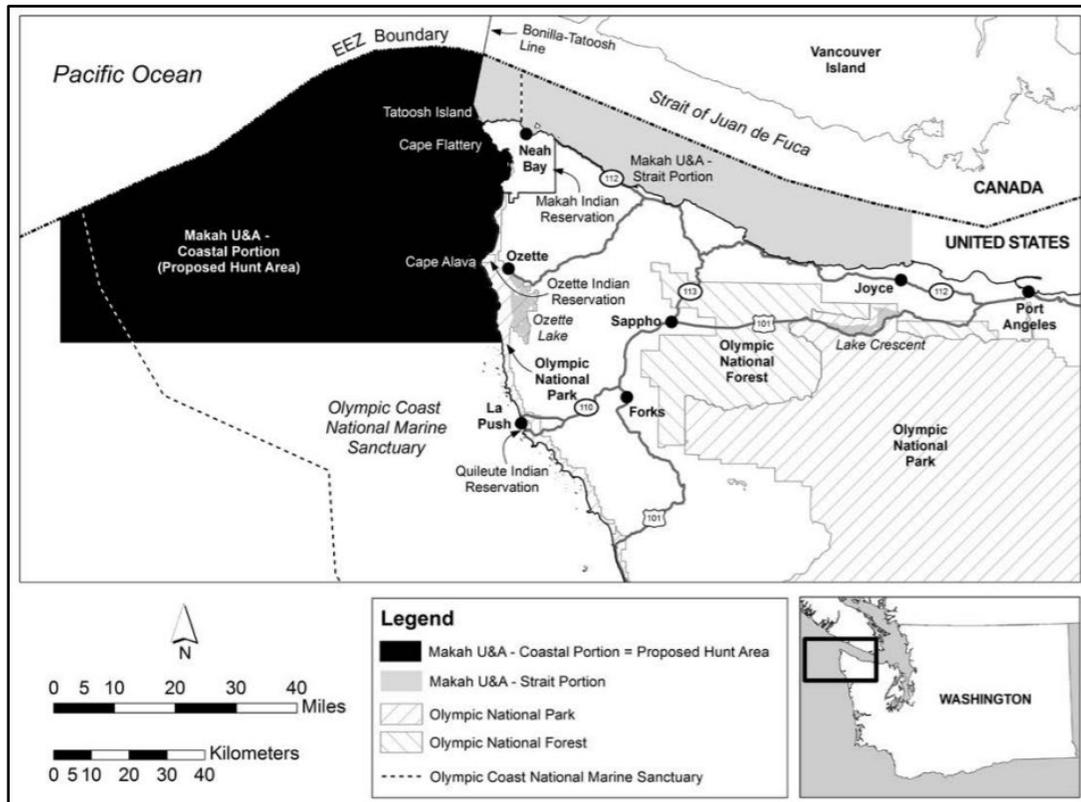 EEZ Boundary
Bonilla-Tatoosh
Line
Pacific Ocean
Vancouver
Island
Strait of Juan de Fuca
Tatoosh Island
Cape Flattery
Neah
Bay
112
Makah U&A -
Strait Portion
Makah Indian
Reservation
CANADA
UNITED STATES
Makah U&A -
Coastal Portion
(Proposed Hunt Area)
Cape Alava
Ozette
Ozette Indian
Reservation
Ozette
Lake
113
Joyce
112
Port
Angeles
Sappho
101
Lake Crescent
Olympic
National
Park
Olympic
National
Forest
Olympic Coast
National Marine
Sanctuary
La
Push
110
Forks
Quileute Indian
Reservation
Olympic
National
Park
101
N
0 5 10 20 30 40
Miles
Kilometers
0 5 10 20 30 40
Legend
Makah U&A - Coastal Portion = Proposed Hunt Area
Makah U&A - Strait Portion
Olympic National Park
Olympic National Forest
Olympic Coast National Marine Sanctuary
WASHINGTON